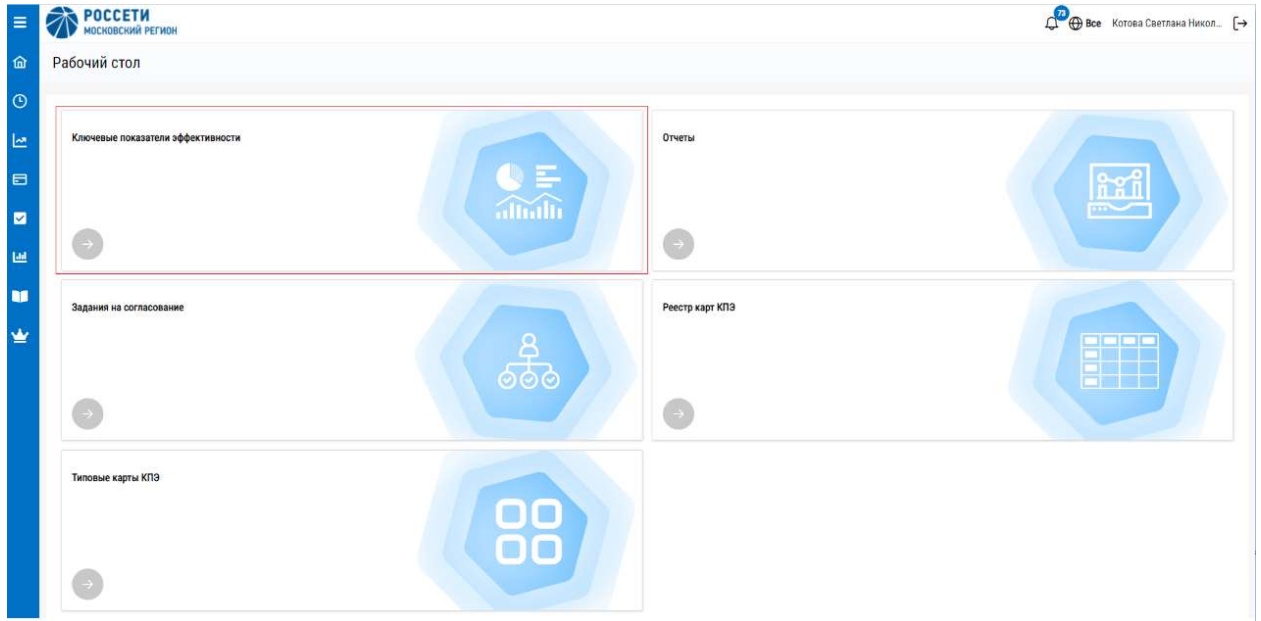 РОССЕТИ
МОСКОВСКИЙ РЕГИОН
73
Все Котова Светлана Никол...
Рабочий стол
Ключевые показатели эффективности
Отчеты
Задания на согласование
Реестр карт КПЭ
Типовые карты КПЭ